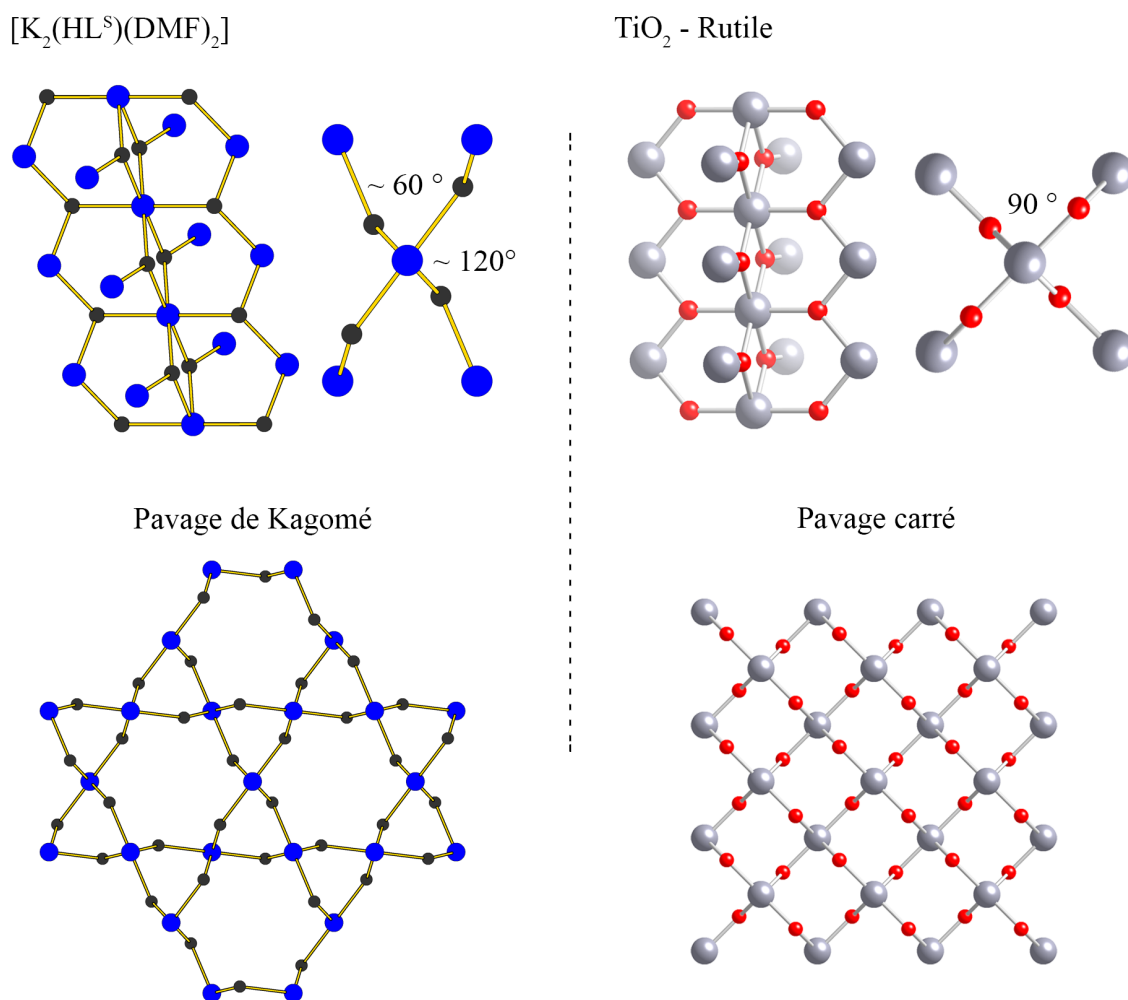 [K₂(HLˢ)(DMF)₂]
TiO₂ - Rutile
~ 60 °
~ 120°
90 °
Pavage de Kagomé
Pavage carré